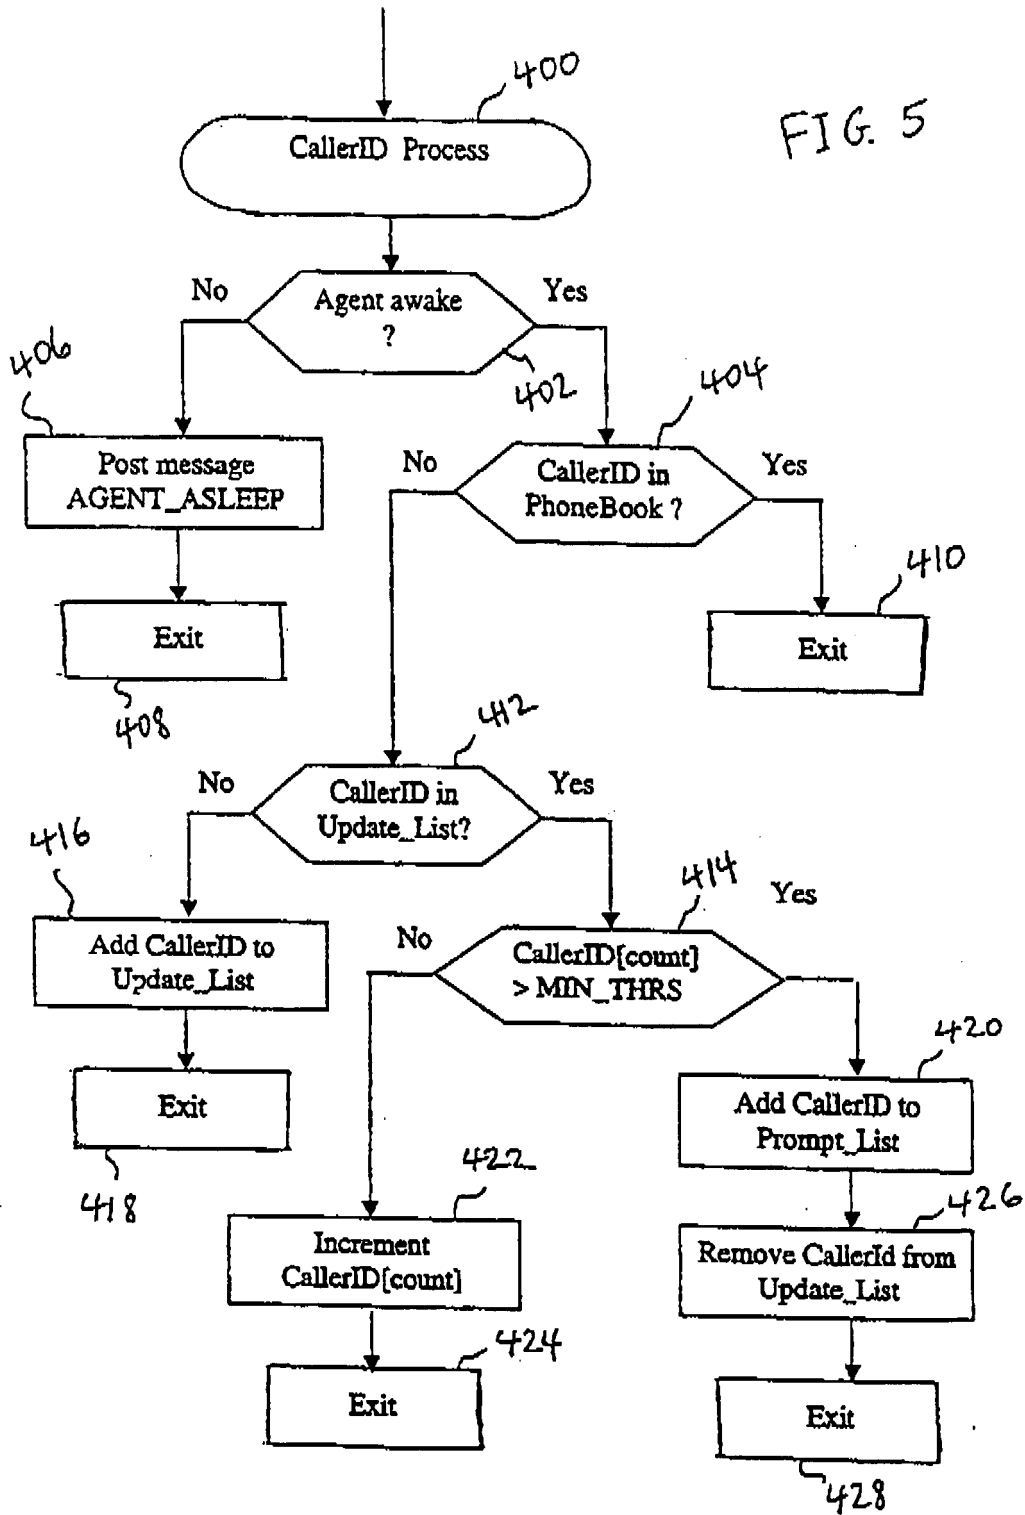 400
FIG. 5
CallerID Process
No
Agent awake
?
Yes
406
402
404
Post message
AGENT_ASLEEP
No
CallerID in
PhoneBook ?
Yes
410
Exit
Exit
408
412
No
CallerID in
Update_List?
Yes
416
414
Yes
Add CallerID to
Update_List
No
CallerID[count]
> MIN_THRS
420
Exit
Add CallerID to
Prompt_List
418
422
426
Increment
CallerID[count]
Remove CallerId from
Update_List
424
Exit
Exit
428